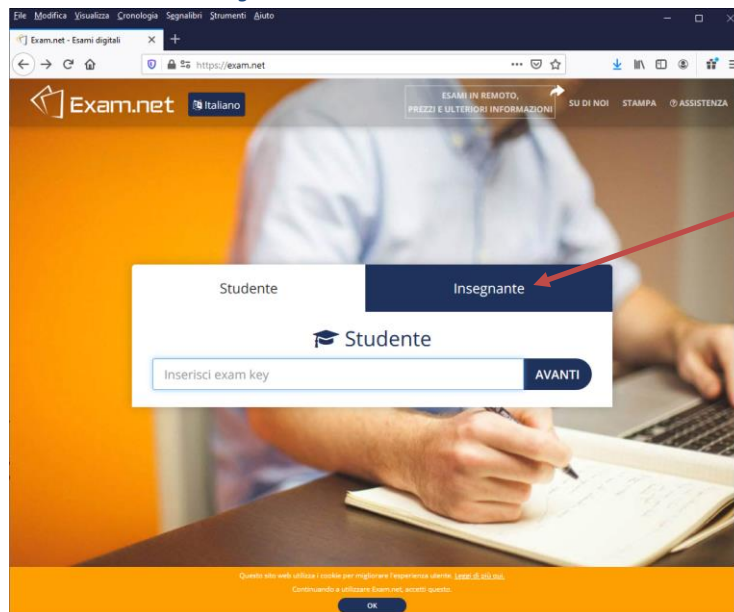 File Modifica Visualizza Cronologia Segnalibri Strumenti Aiuto
Exam.net - Esami digitali
https://exam.net
Exam.net
Italiano
ESAMI IN REMOTO,
PREZZI E ULTERIORI INFORMAZIONI
SU DI NOI
STAMPA
ASSISTENZA
Studente
Insegnante
Studente
Inserisci exam key
AVANTI
Questo sito web utilizza i cookie per migliorare l'esperienza utente. Leggi di più qui.
Continuando a utilizzare Exam.net, accetti questo.
OK